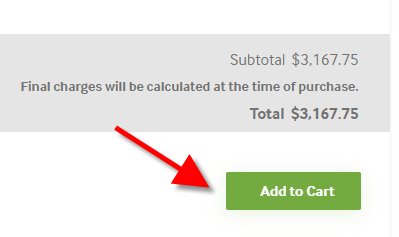 Subtotal $3,167.75
Final charges will be calculated at the time of purchase.
Total $3,167.75
Add to Cart